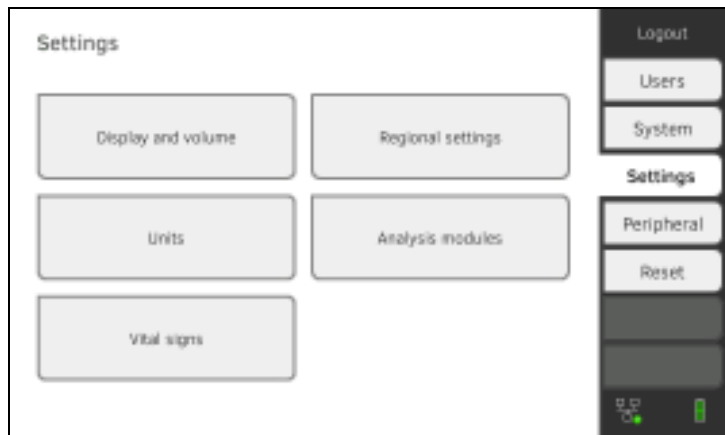 Settings
Display and volume
Regional settings
Units
Analysis modules
Vital signs
Logout
Users
System
Settings
Peripheral
Reset